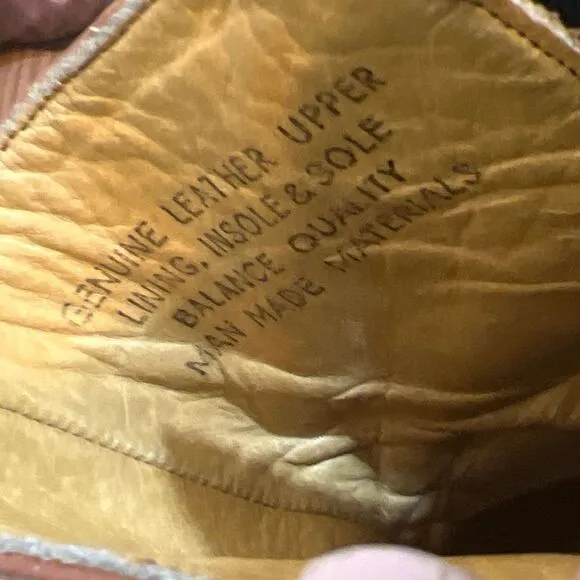 GENUINE LEATHER UPPER
LINING, INSOLE & SOLE
BALANCE QUALITY
MAN MADE MATERIALS